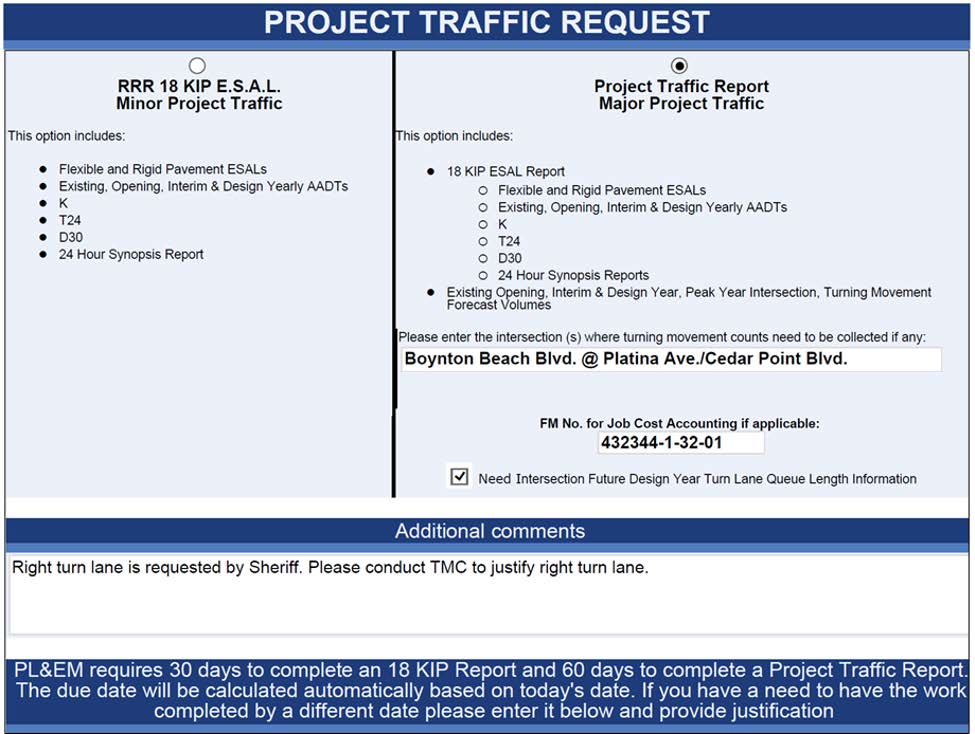 PROJECT TRAFFIC REQUEST
RRR 18 KIP E.S.A.L.
Minor Project Traffic
This option includes:
Flexible and Rigid Pavement ESALs
Existing, Opening, Interim & Design Yearly AADTs
K
T24
D30
24 Hour Synopsis Report
Project Traffic Report
Major Project Traffic
This option includes:
18 KIP ESAL Report
Flexible and Rigid Pavement ESALs
Existing, Opening, Interim & Design Yearly AADTs
K
T24
D30
24 Hour Synopsis Reports
Existing Opening, Interim & Design Year, Peak Year Intersection, Turning Movement
Forecast Volumes
Please enter the intersection (s) where turning movement counts need to be collected if any:
Boynton Beach Blvd. @ Platina Ave./Cedar Point Blvd.
FM No. for Job Cost Accounting if applicable:
432344-1-32-01
Need Intersection Future Design Year Turn Lane Queue Length Information
Additional comments
Right turn lane is requested by Sheriff. Please conduct TMC to justify right turn lane.
PL&EM requires 30 days to complete an 18 KIP Report and 60 days to complete a Project Traffic Report.
The due date will be calculated automatically based on today's date. If you have a need to have the work
completed by a different date please enter it below and provide justification